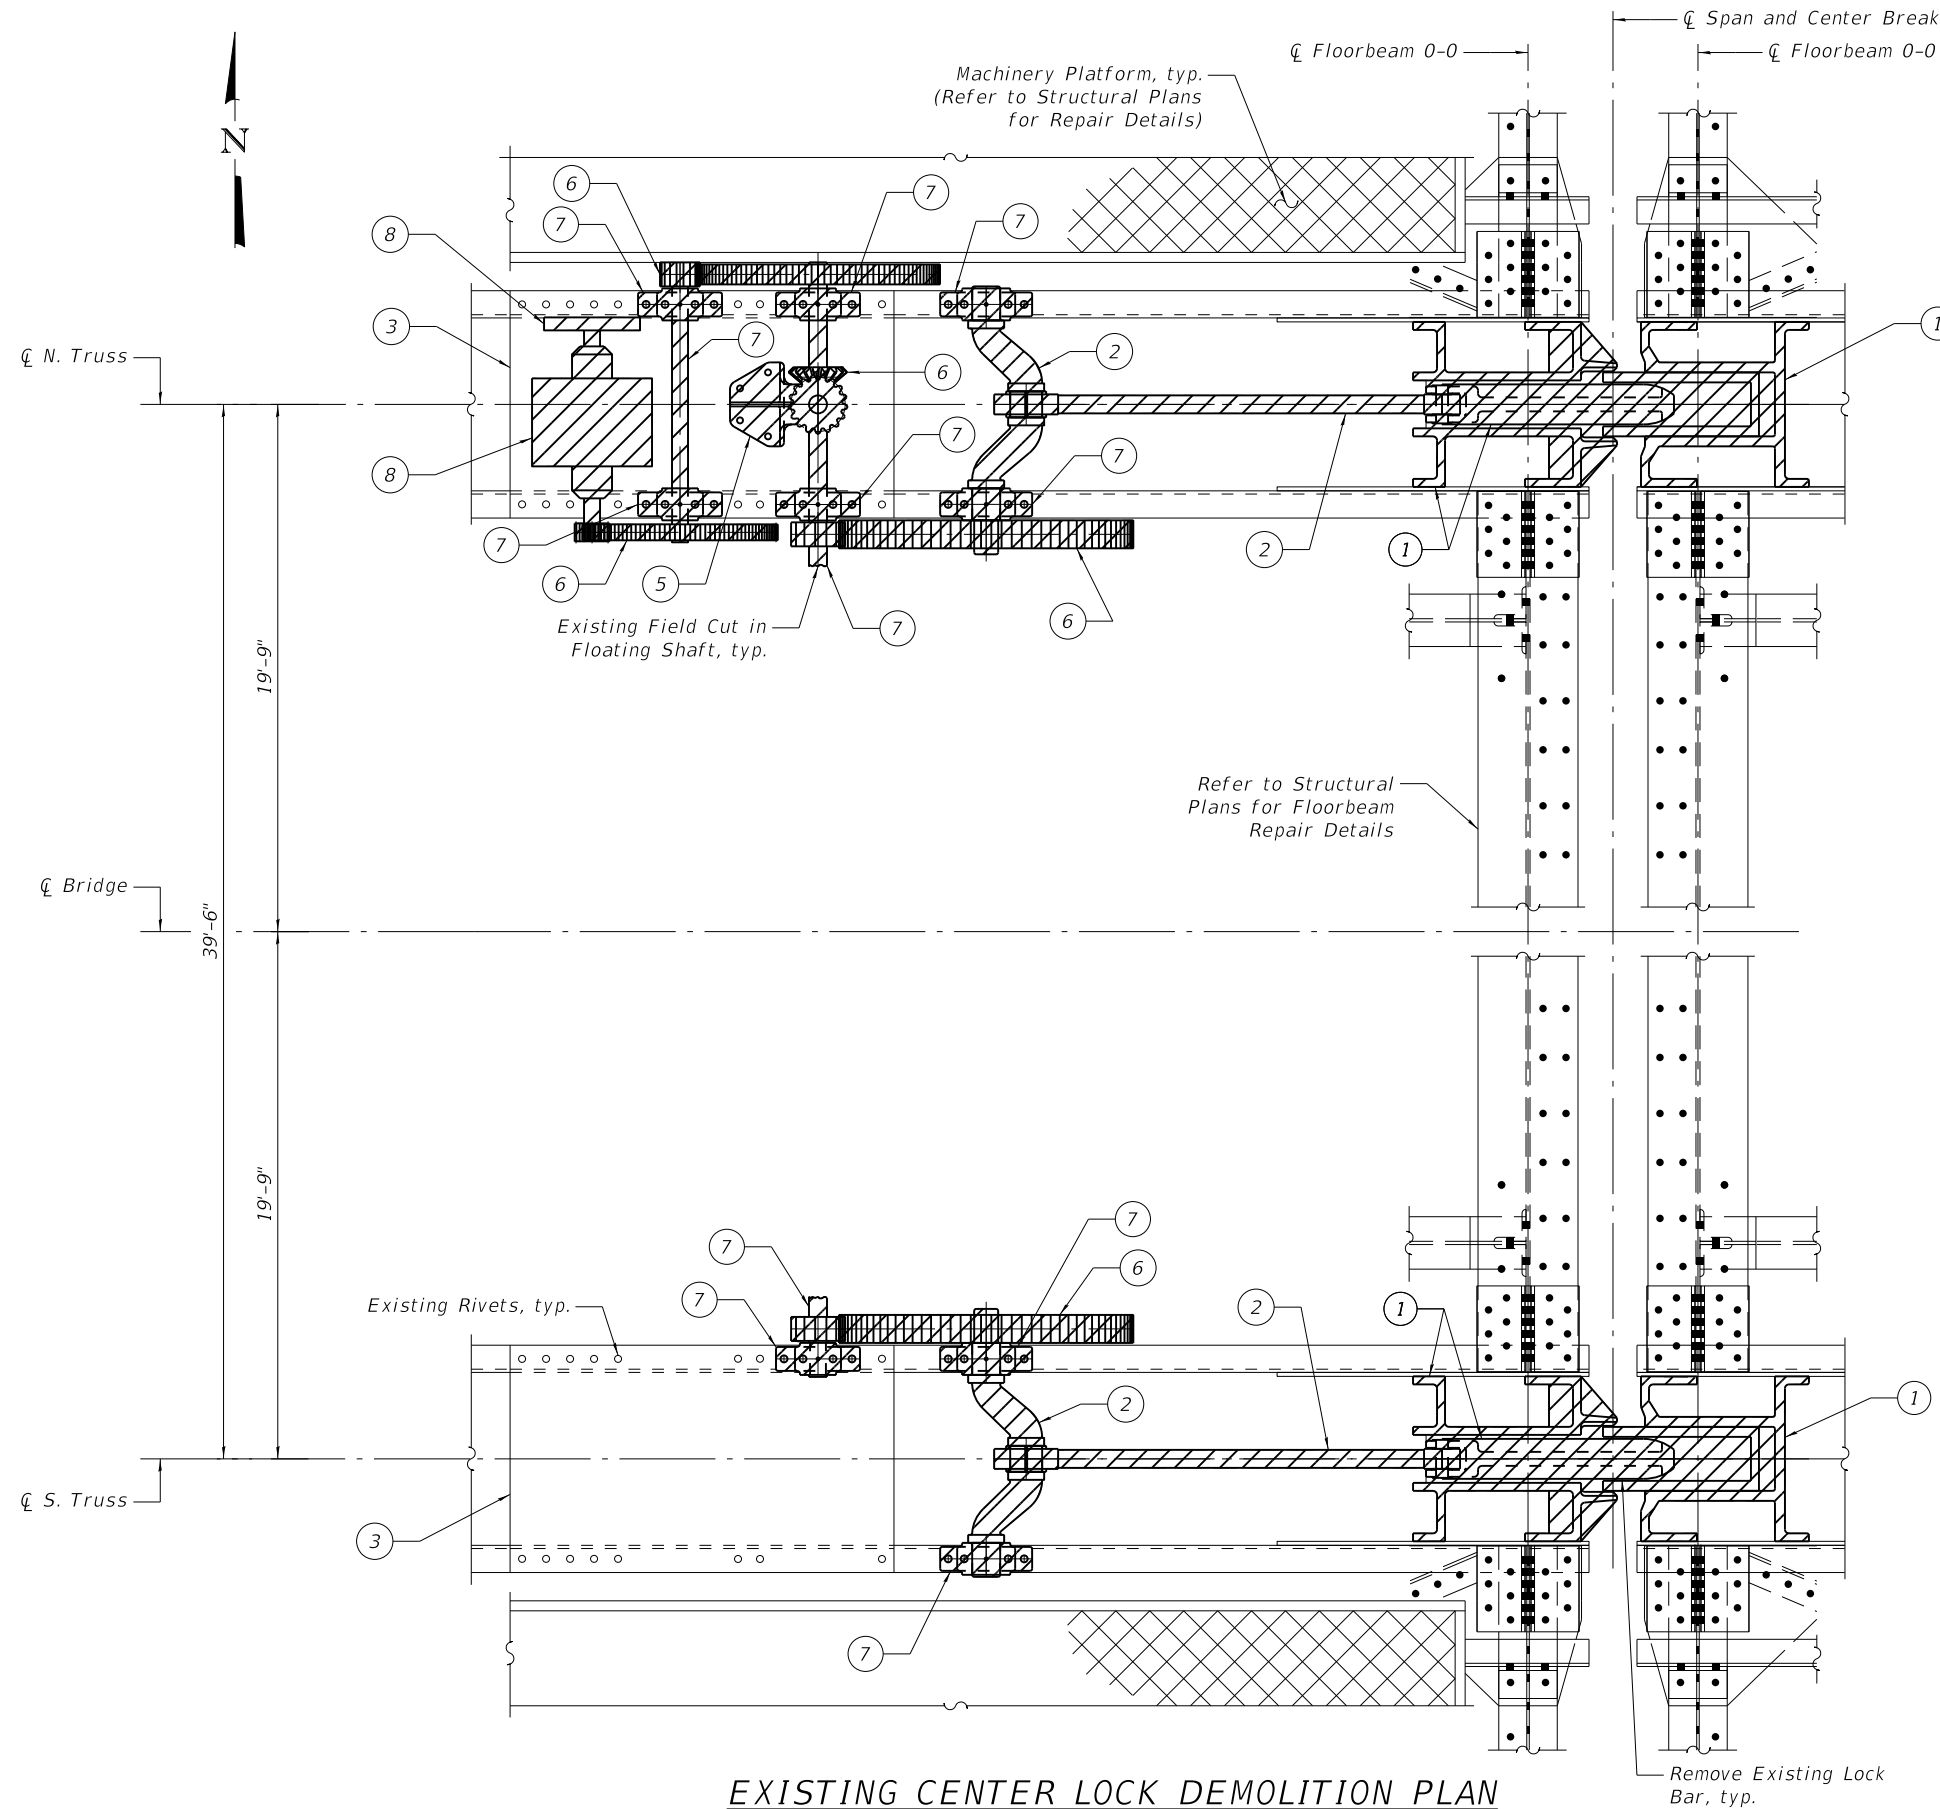 ℄ Span and Center Break
℄ Floorbeam 0-0
℄ Floorbeam 0-0
Machinery Platform, typ.
(Refer to Structural Plans
for Repair Details)
N
6
7
7
7
8
3
1
℄ N. Truss
7
2
6
7
7
8
7
2
1
6
5
6
7
Existing Field Cut in
Floating Shaft, typ.
19'-9"
Refer to Structural
Plans for Floorbeam
Repair Details
℄ Bridge
39'-6"
19'-9"
7
7
6
Existing Rivets, typ.
7
2
1
2
1
℄ S. Truss
3
7
Remove Existing Lock
Bar, typ.
EXISTING CENTER LOCK DEMOLITION PLAN